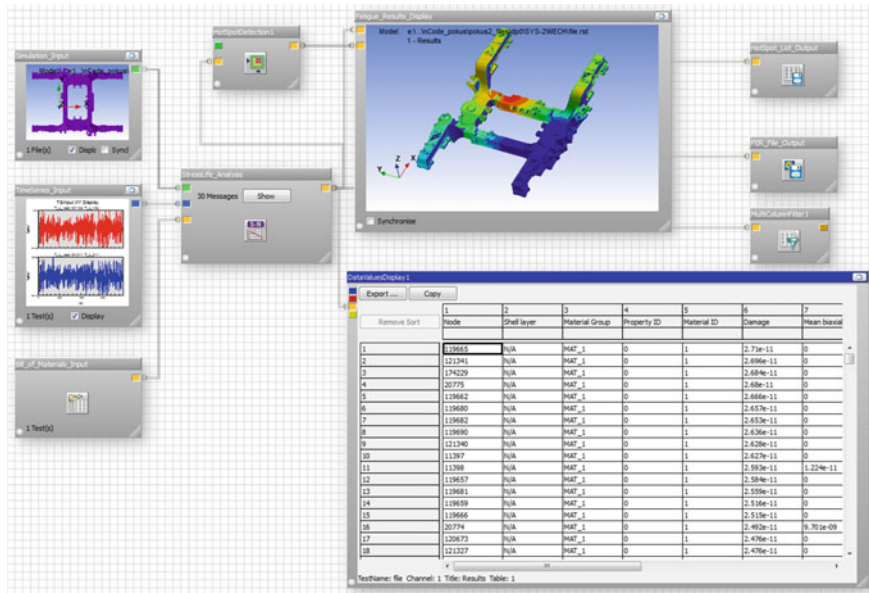 HotSpotDetection1
Fatigue_Results_Display
Model: e:\..\nCode_pokus\pokus2_files\dp0\SYS-2\MECH\file.rst
1 - Results
Z X
Y
Synchronise
HotSpot_List_Output
Simulation_Input
1 File(s) Displ Syncl
StressLife_Analysis
30 Messages Show
S-N
FER_File_Output
TimeSeries_Input
1 Test(s) Display
MultiColumnFilter1
Bill_of_Materials_Input
1 Test(s)
DataValuesDisplay1
Export ... Copy
1 2 3 4 5 6 7
Remove Sort Node Shell layer Material Group Property ID Material ID Damage Mean biaxial
1 119665 N/A MAT_1 0 1 2.71e-11 0
2 121341 N/A MAT_1 0 1 2.696e-11 0
3 174229 N/A MAT_1 0 1 2.684e-11 0
4 20775 N/A MAT_1 0 1 2.68e-11 0
5 119662 N/A MAT_1 0 1 2.666e-11 0
6 119680 N/A MAT_1 0 1 2.657e-11 0
7 119682 N/A MAT_1 0 1 2.653e-11 0
8 119690 N/A MAT_1 0 1 2.636e-11 0
9 121340 N/A MAT_1 0 1 2.628e-11 0
10 11397 N/A MAT_1 0 1 2.627e-11 0
11 11398 N/A MAT_1 0 1 2.593e-11 1.224e-11
12 119657 N/A MAT_1 0 1 2.584e-11 0
13 119681 N/A MAT_1 0 1 2.559e-11 0
14 119659 N/A MAT_1 0 1 2.516e-11 0
15 119666 N/A MAT_1 0 1 2.515e-11 0
16 20774 N/A MAT_1 0 1 2.492e-11 9.701e-09
17 120673 N/A MAT_1 0 1 2.476e-11 0
18 121327 N/A MAT_1 0 1 2.476e-11 0
TestName: file Channel: 1 Title: Results Table: 1